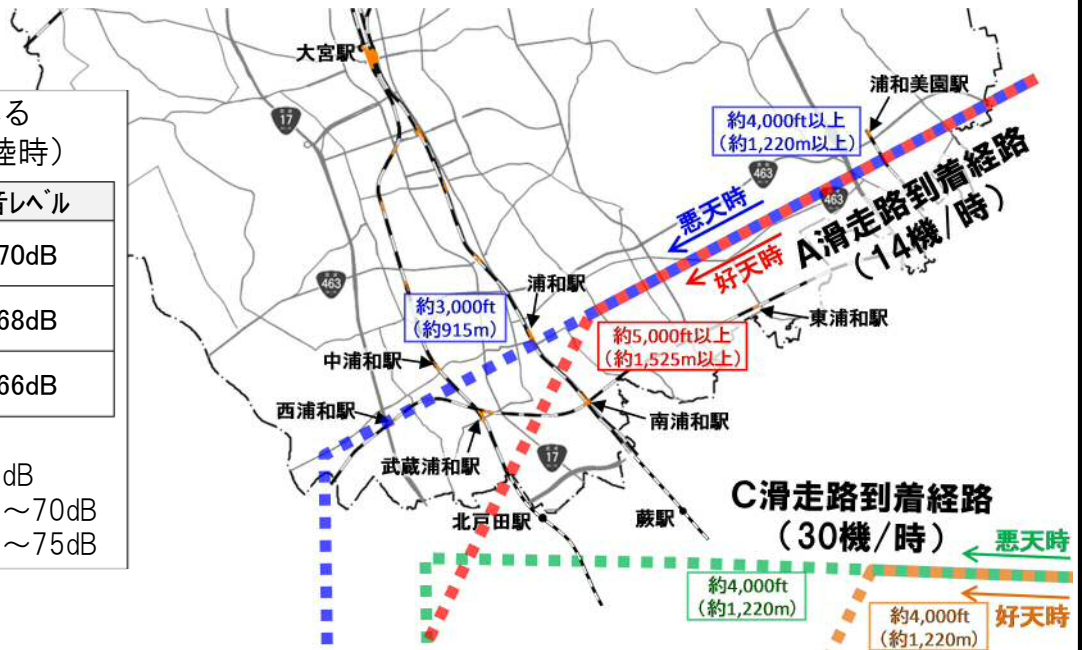 る
陸時）
音レベル
70dB
68dB
66dB
dB
～70dB
～75dB
大宮駅
17
浦和美園駅
約4,000ft以上
（約1,220m以上）
463
463
悪天時
好天時
A滑走路到着経路
（14機/時）
463
約3,000ft
（約915m）
浦和駅
約5,000ft以上
（約1,525m以上）
東浦和駅
中浦和駅
西浦和駅
武蔵浦和駅
南浦和駅
17
北戸田駅
蕨駅
C滑走路到着経路
（30機/時）
悪天時
約4,000ft
（約1,220m）
好天時
約4,000ft
（約1,220m）